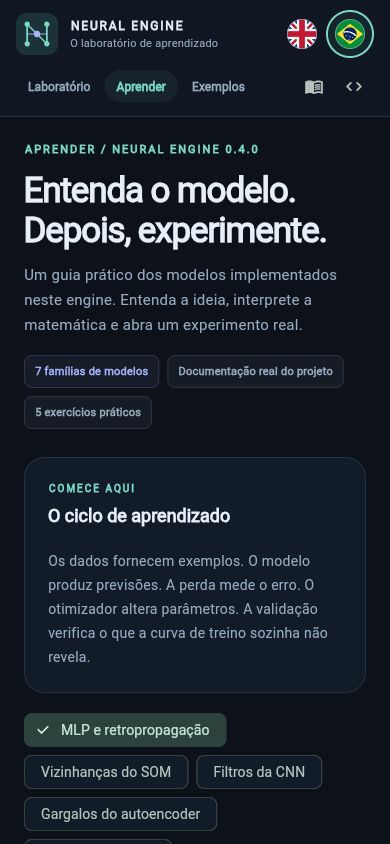 NEURAL ENGINE
O laboratório de aprendizado
Laboratório Aprender Exemplos
APRENDER / NEURAL ENGINE 0.4.0
Entenda o modelo.
Depois, experimente.
Um guia prático dos modelos implementados
neste engine. Entenda a ideia, interprete a
matemática e abra um experimento real.
7 famílias de modelos Documentação real do projeto
5 exercícios práticos
COMECE AQUI
O ciclo de aprendizado
Os dados fornecem exemplos. O modelo
produz previsões. A perda mede o erro. O
otimizador altera parâmetros. A validação
verifica o que a curva de treino sozinha não
revela.
MLP e retropropagação
Vizinhanças do SOM Filtros da CNN
Gargalos do autoencoder